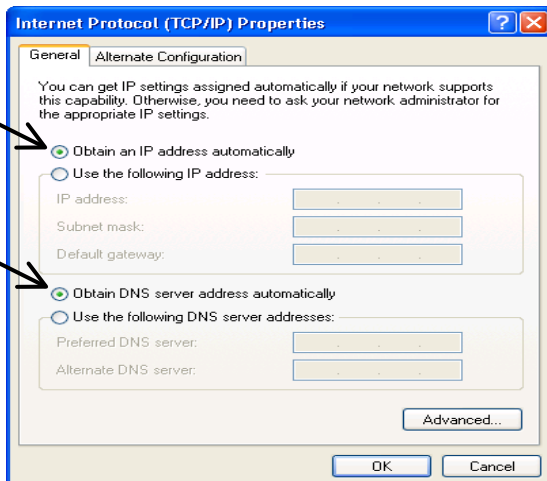 Internet Protocol (TCP/IP) Properties
General
Alternate Configuration
You can get IP settings assigned automatically if your network supports
this capability. Otherwise, you need to ask your network administrator for
the appropriate IP settings.
Obtain an IP address automatically
Use the following IP address:
IP address:
Subnet mask:
Default gateway:
Obtain DNS server address automatically
Use the following DNS server addresses:
Preferred DNS server:
Alternate DNS server:
Advanced...
OK
Cancel